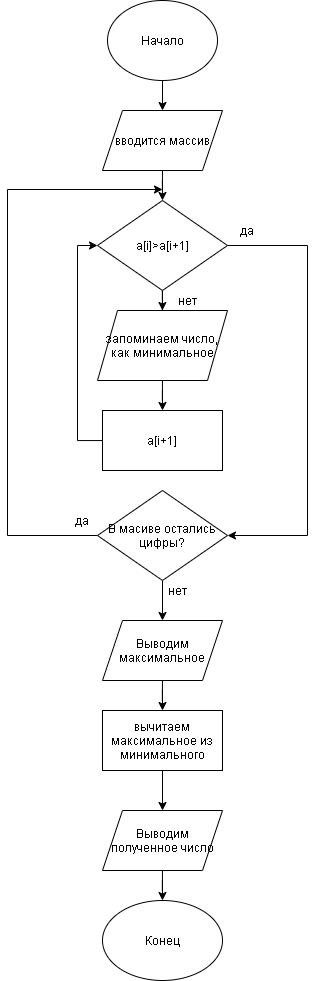 Начало
вводится массив
a[i]>a[i+1]
да
нет
запоминаем число,
как минимальное
a[i+1]
В масиве остались
цифры?
да
нет
Выводим
максимальное
вычитаем
максимальное из
минимального
Выводим
полученное число
Конец